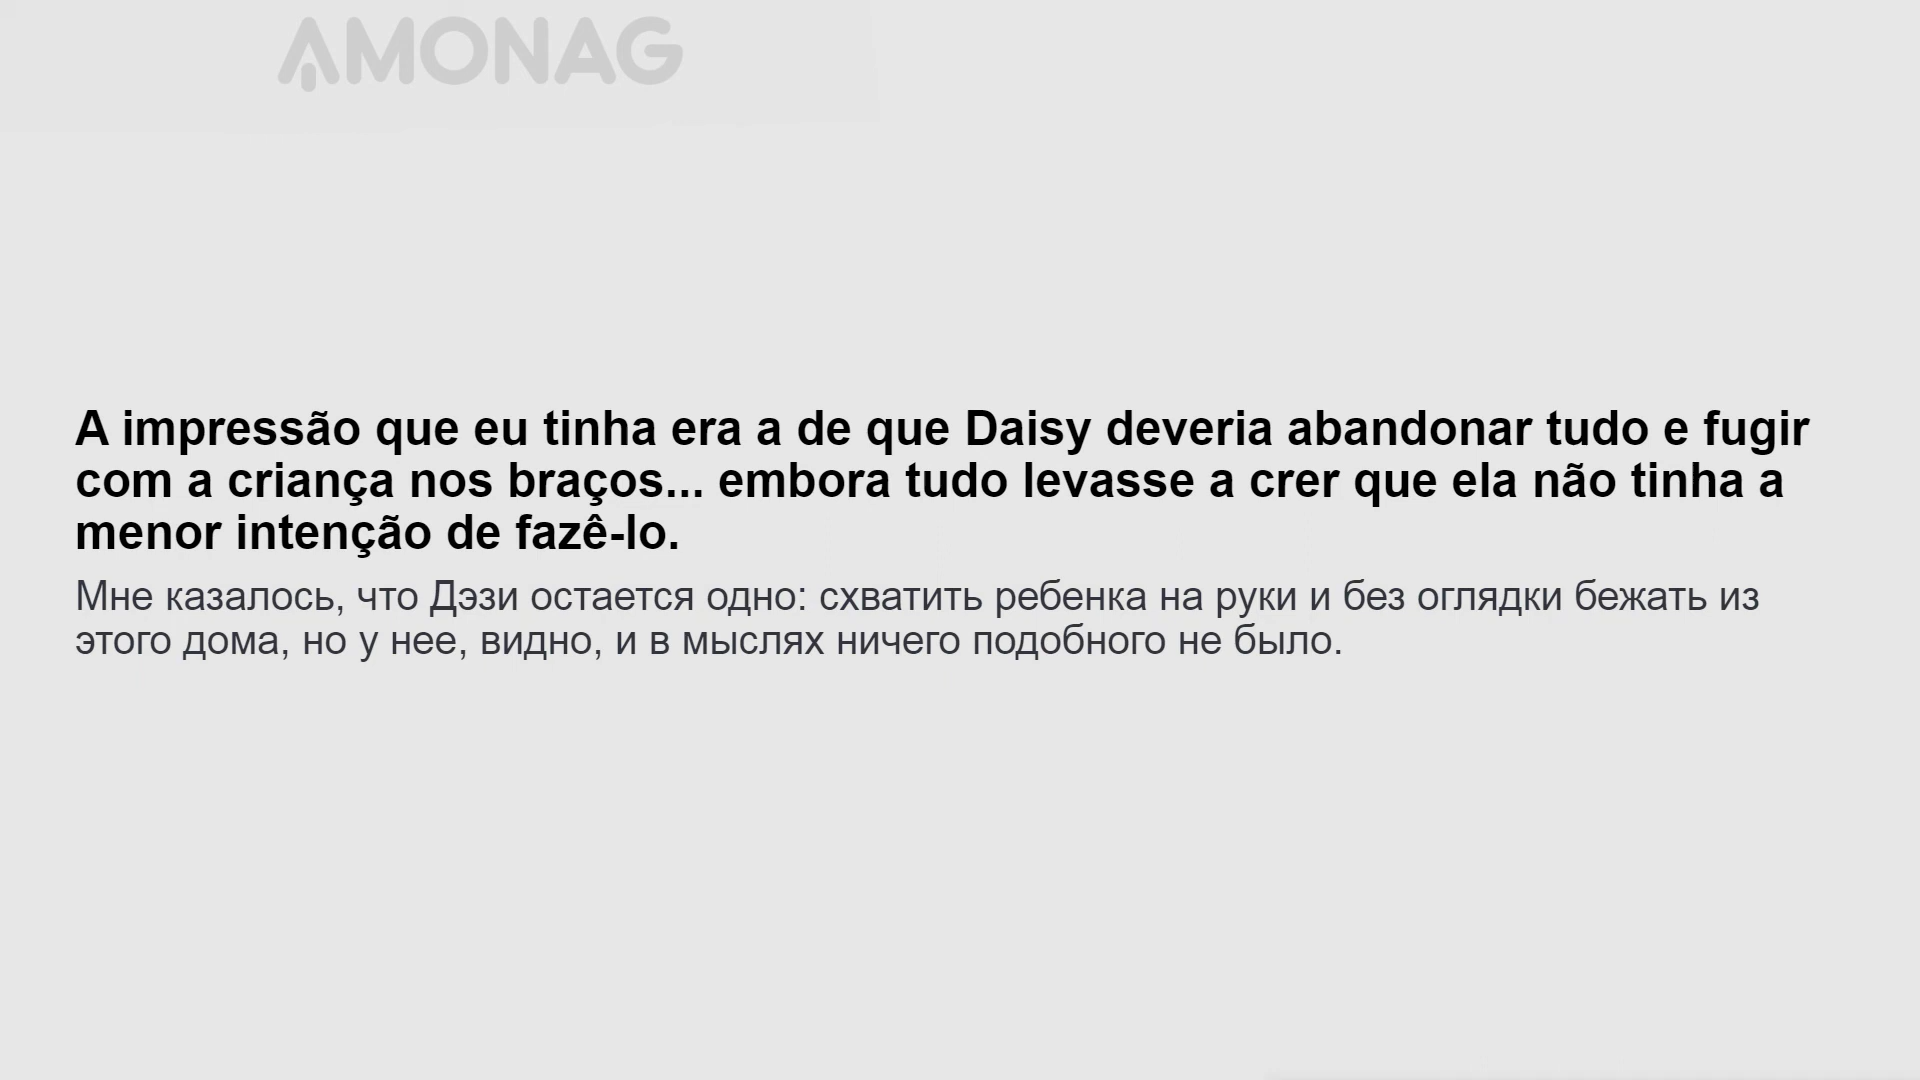 AMONAG
A impressão que eu tinha era a de que Daisy deveria abandonar tudo e fugir
com a criança nos braços... embora tudo levasse a crer que ela não tinha a
menor intenção de fazê-lo.
Мне казалось, что Дэзи остается одно: схватить ребенка на руки и без оглядки бежать из
этого дома, но у нее, видно, и в мыслях ничего подобного не было.